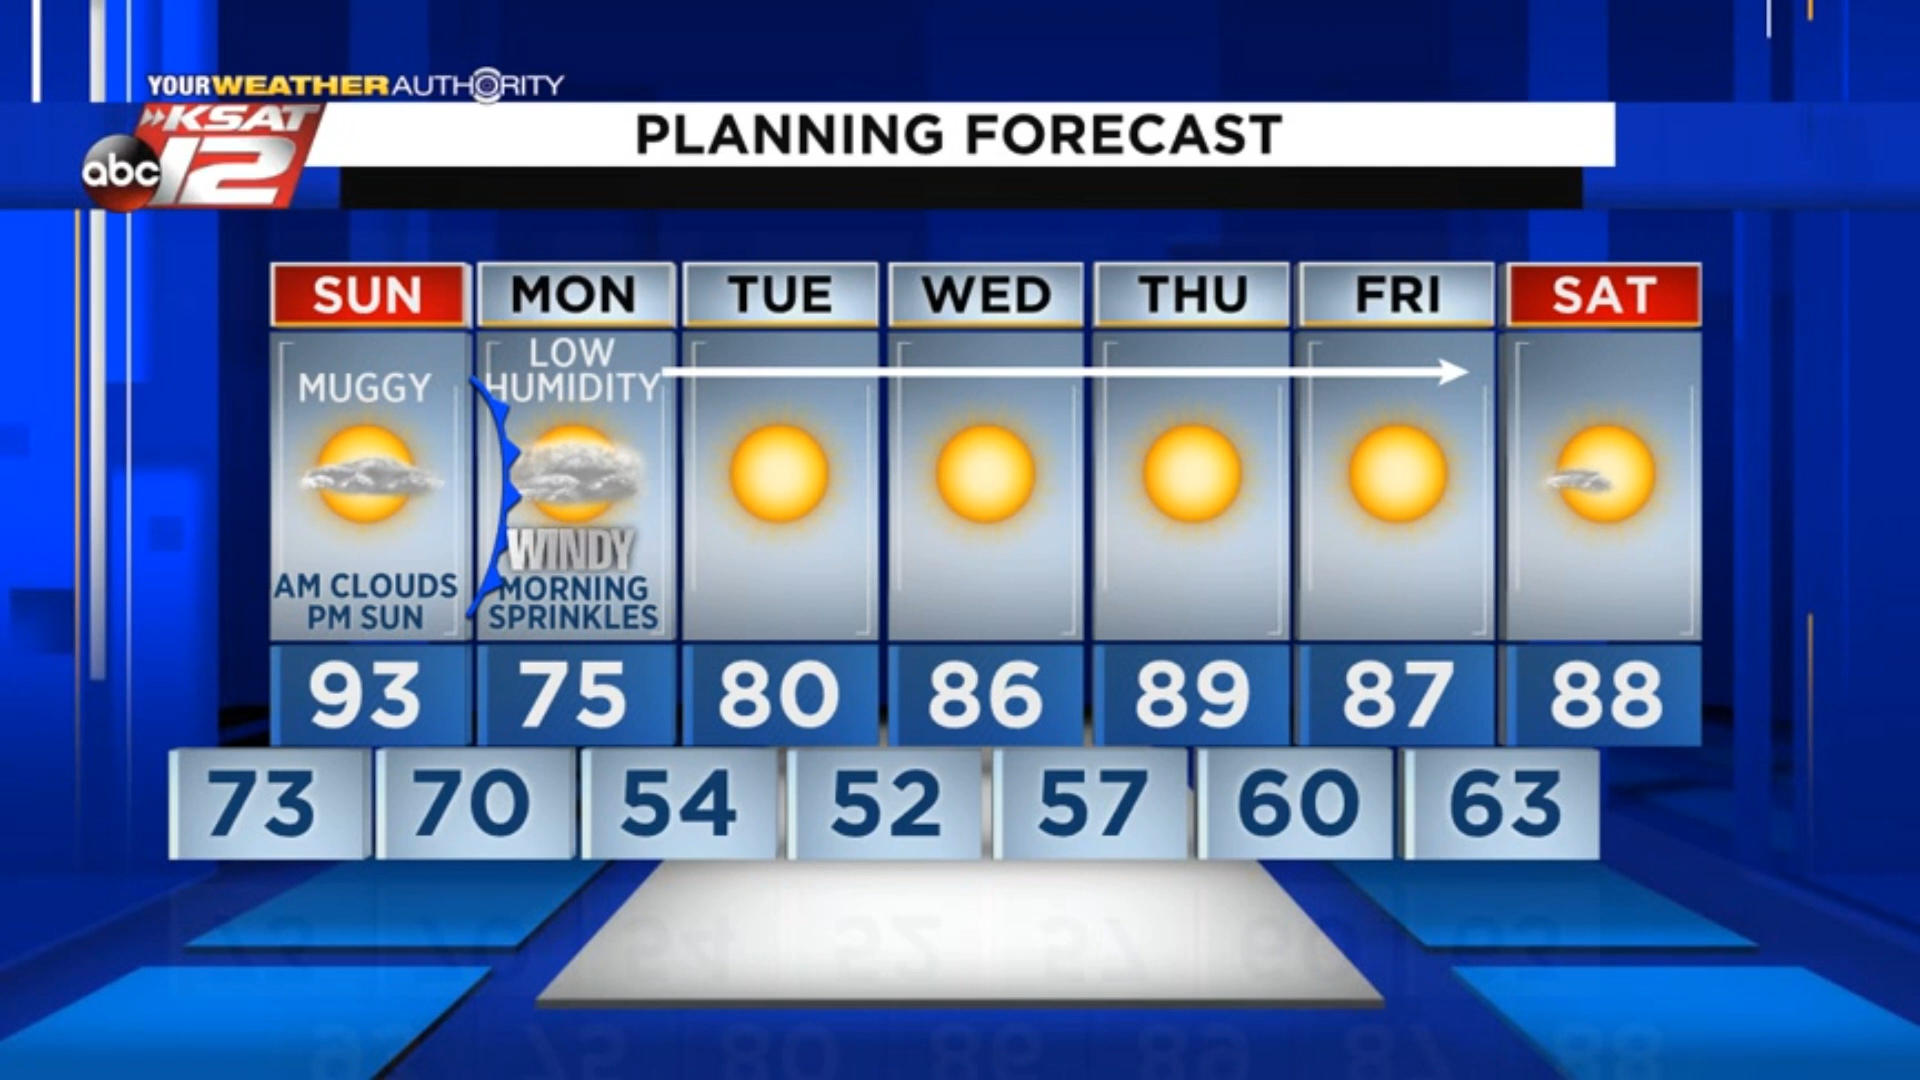 YOURWEATHERAUTHORITY
KSAT
abc 12
PLANNING FORECAST
SUN MON TUE WED THU FRI SAT
MUGGY
LOW
HUMIDITY
WINDY
AM CLOUDS
PM SUN
MORNING
SPRINKLES
93 75 80 86 89 87 88
73 70 54 52 57 60 63